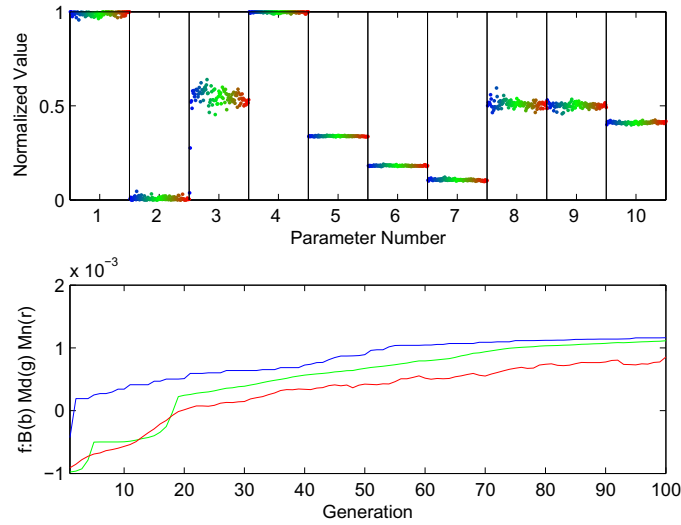 1
0.5
0
Normalized Value
1 2 3 4 5 6 7 8 9 10
Parameter Number
x 10⁻³
2
1
0
−1
f:B(b) Md(g) Mn(r)
10 20 30 40 50 60 70 80 90 100
Generation